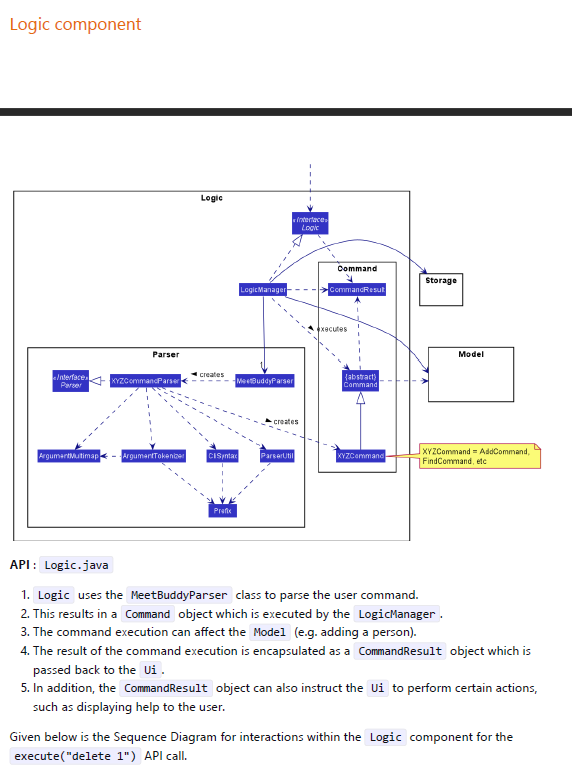 Logic component
Logic
«Interface»
Logic
Command
Storage
LogicManager
CommandResult
executes
Parser
Model
«Interface»
Parser
XYZCommandParser
creates
MeetBuddyParser
{abstract}
Command
creates
ArgumentMultimap
ArgumentTokenizer
CliSyntax
ParserUtil
XYZCommand
XYZCommand = AddCommand,
FindCommand, etc
Prefix
API : Logic.java
1. Logic uses the MeetBuddyParser class to parse the user command.
2. This results in a Command object which is executed by the LogicManager .
3. The command execution can affect the Model (e.g. adding a person).
4. The result of the command execution is encapsulated as a CommandResult object which is
passed back to the Ui .
5. In addition, the CommandResult object can also instruct the Ui to perform certain actions,
such as displaying help to the user.
Given below is the Sequence Diagram for interactions within the Logic component for the
execute("delete 1") API call.